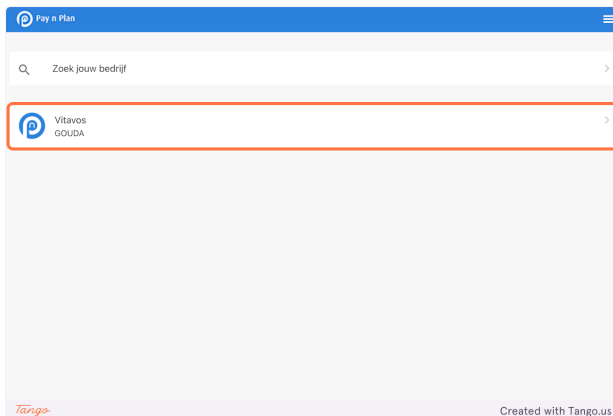 Pay n Plan
Zoek jouw bedrijf
Vitavos
GOUDA
Tango
Created with Tango.us